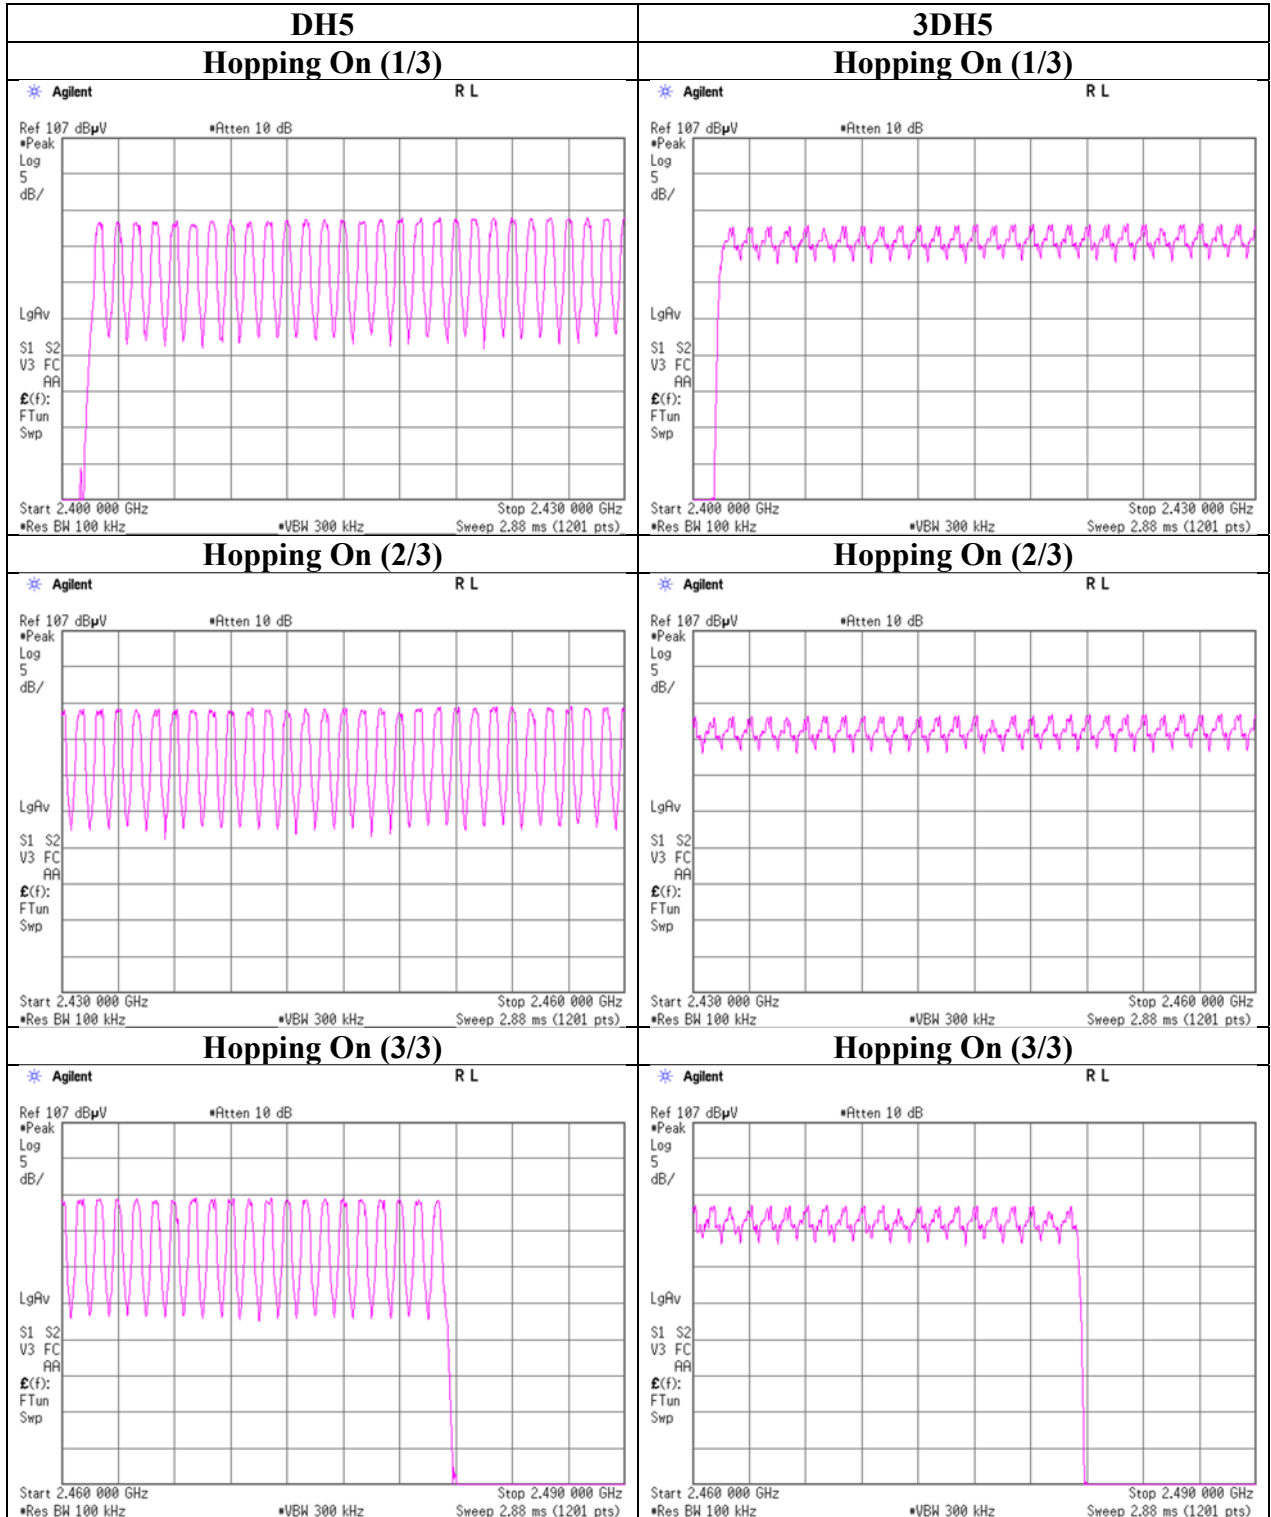 DH5 3DH5
Hopping On (1/3) Hopping On (1/3)
Agilent R L Agilent R L
Ref 107 dBµV #Atten 10 dB Ref 107 dBµV #Atten 10 dB
#Peak #Peak
Log Log
5 5
dB/ dB/
LgAv LgAv
S1 S2 S1 S2
V3 FC V3 FC
AA AA
£(f): £(f):
FTun FTun
Swp Swp
Start 2.400 000 GHz Stop 2.430 000 GHz Start 2.400 000 GHz Stop 2.430 000 GHz
#Res BW 100 kHz #VBW 300 kHz Sweep 2.88 ms (1201 pts) #Res BW 100 kHz #VBW 300 kHz Sweep 2.88 ms (1201 pts)
Hopping On (2/3) Hopping On (2/3)
Agilent R L Agilent R L
Ref 107 dBµV #Atten 10 dB Ref 107 dBµV #Atten 10 dB
#Peak #Peak
Log Log
5 5
dB/ dB/
LgAv LgAv
S1 S2 S1 S2
V3 FC V3 FC
AA AA
£(f): £(f):
FTun FTun
Swp Swp
Start 2.430 000 GHz Stop 2.460 000 GHz Start 2.430 000 GHz Stop 2.460 000 GHz
#Res BW 100 kHz #VBW 300 kHz Sweep 2.88 ms (1201 pts) #Res BW 100 kHz #VBW 300 kHz Sweep 2.88 ms (1201 pts)
Hopping On (3/3) Hopping On (3/3)
Agilent R L Agilent R L
Ref 107 dBµV #Atten 10 dB Ref 107 dBµV #Atten 10 dB
#Peak #Peak
Log Log
5 5
dB/ dB/
LgAv LgAv
S1 S2 S1 S2
V3 FC V3 FC
AA AA
£(f): £(f):
FTun FTun
Swp Swp
Start 2.460 000 GHz Stop 2.490 000 GHz Start 2.460 000 GHz Stop 2.490 000 GHz
#Res BW 100 kHz #VBW 300 kHz Sweep 2.88 ms (1201 pts) #Res BW 100 kHz #VBW 300 kHz Sweep 2.88 ms (1201 pts)